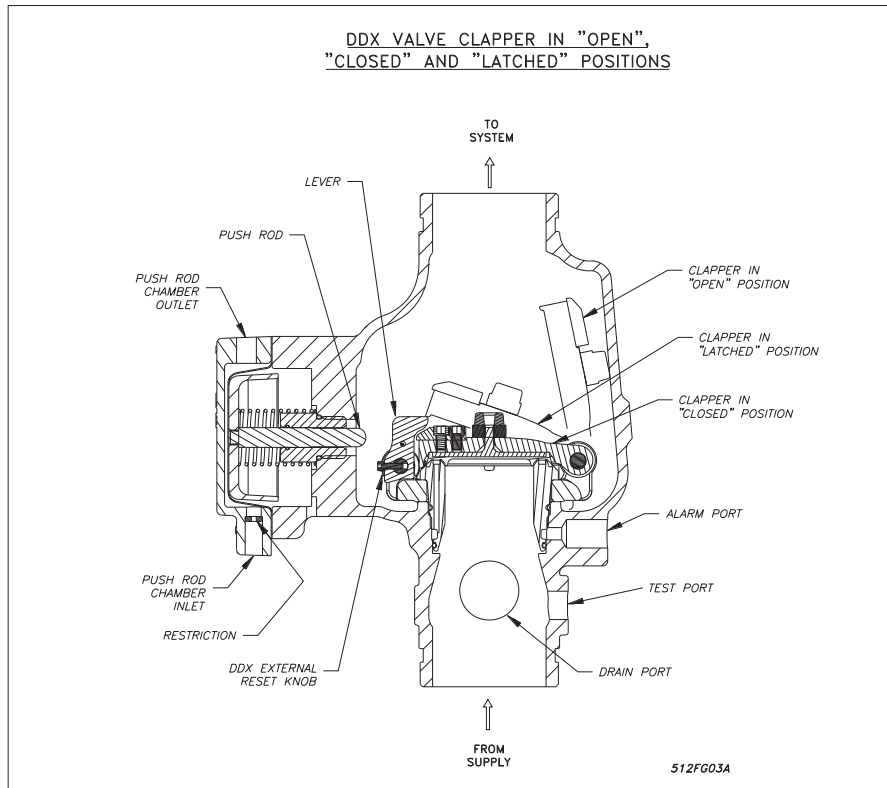 DDX VALVE CLAPPER IN ”OPEN”,
”CLOSED” AND ”LATCHED” POSITIONS
TO
SYSTEM
LEVER
PUSH ROD
PUSH ROD
CHAMBER
OUTLET
CLAPPER IN
”OPEN” POSITION
CLAPPER IN
”LATCHED” POSITION
CLAPPER IN
”CLOSED” POSITION
ALARM PORT
TEST PORT
DRAIN PORT
PUSH ROD
CHAMBER
INLET
RESTRICTION
DDX EXTERNAL
RESET KNOB
FROM
SUPPLY
512FG03A